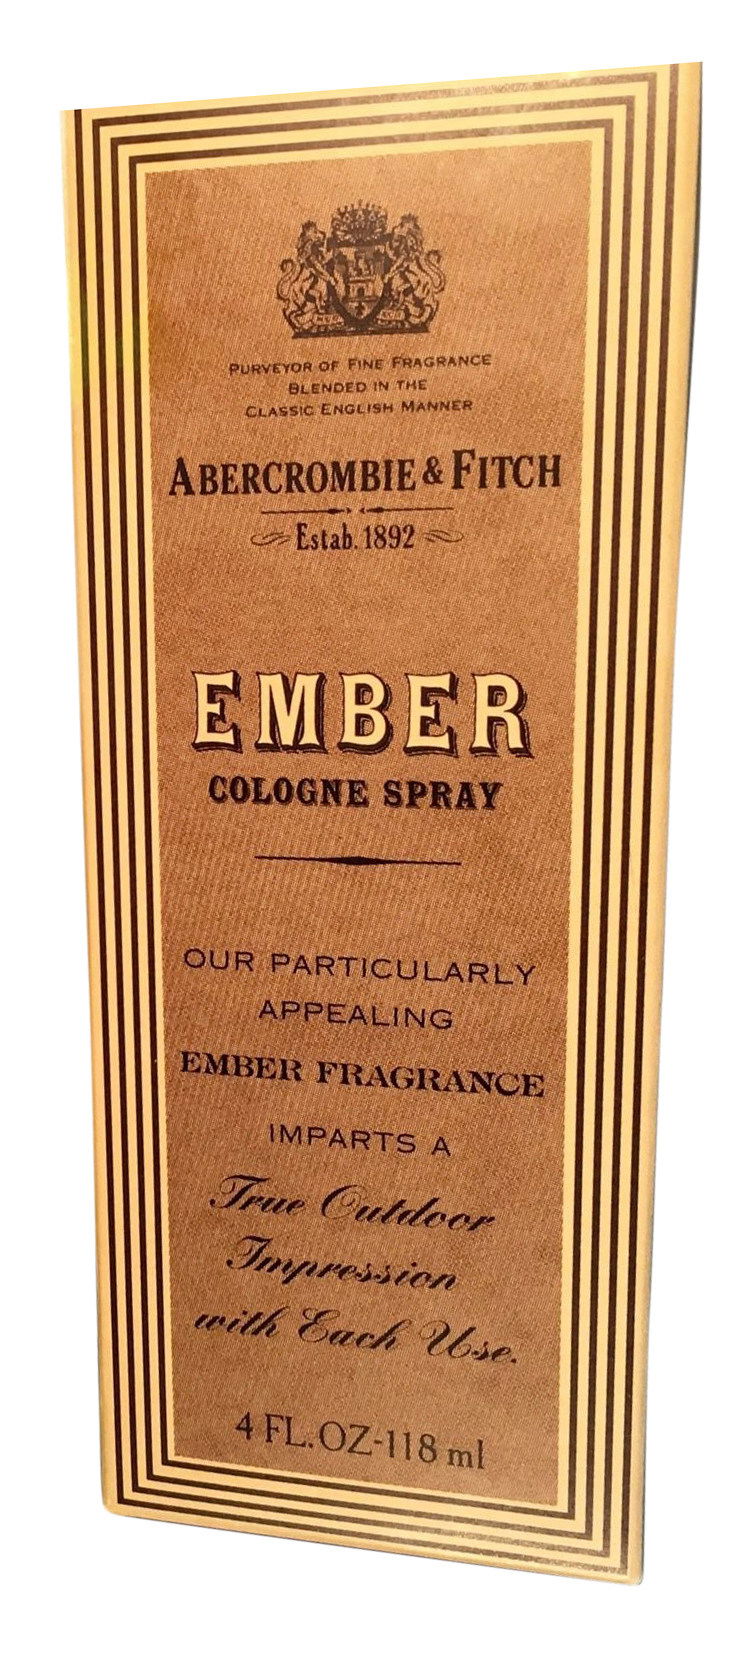 PURVEYOR OF FINE FRAGRANCE
BLENDED IN THE
CLASSIC ENGLISH MANNER
ABERCROMBIE & FITCH
Estab. 1892
EMBER
COLOGNE SPRAY
OUR PARTICULARLY
APPEALING
EMBER FRAGRANCE
IMPARTS A
True Outdoor
Impression
with Each Use.
4 FL.OZ-118 ml